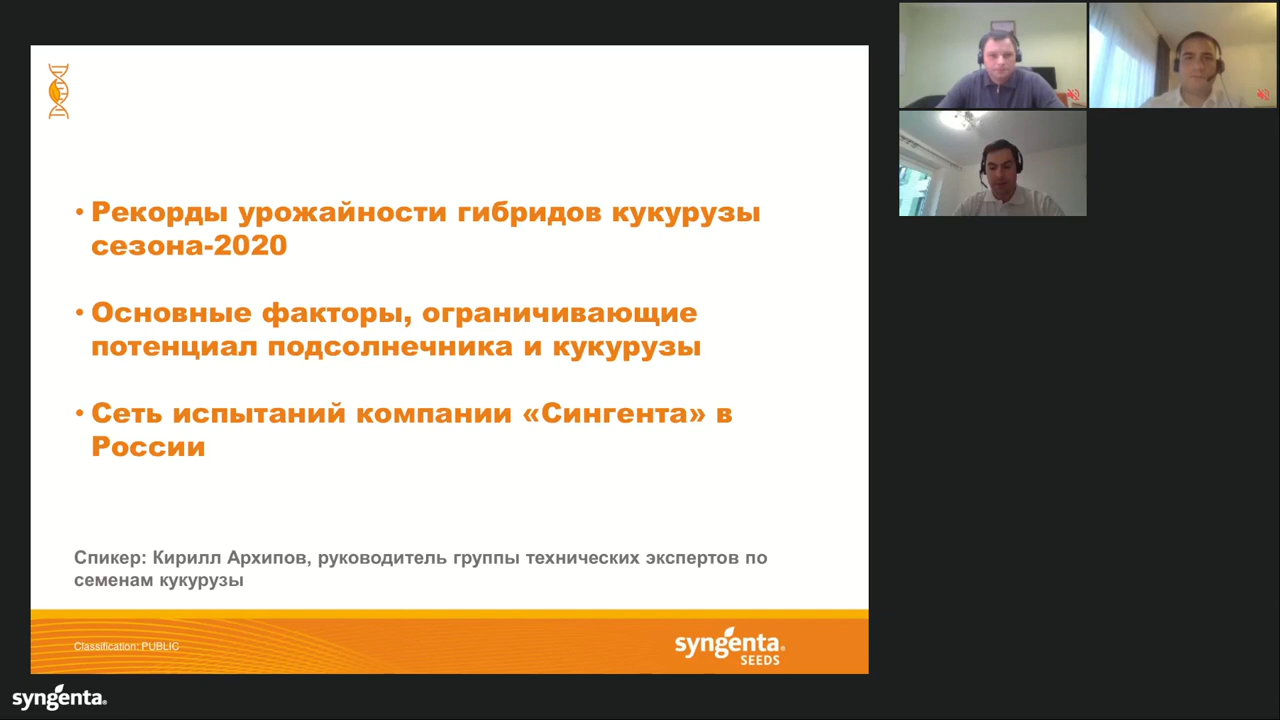 • Рекорды урожайности гибридов кукурузы
сезона-2020
• Основные факторы, ограничивающие
потенциал подсолнечника и кукурузы
• Сеть испытаний компании «Сингента» в
России
Спикер: Кирилл Архипов, руководитель группы технических экспертов по
семенам кукурузы
Classification: PUBLIC
syngenta®
SEEDS
syngenta®